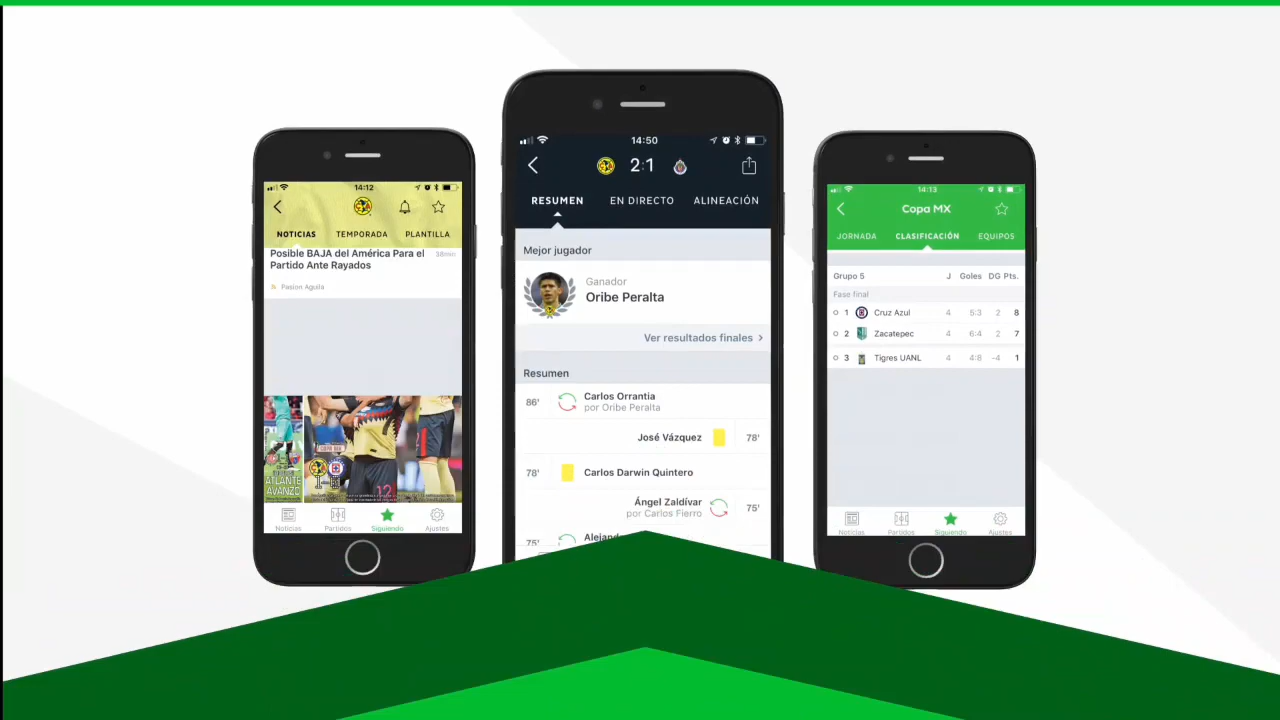 14:12
NOTICIAS TEMPORADA PLANTILLA
Posible BAJA del América Para el
Partido Ante Rayados
58min
Pasion Aguila
ATLANTE
AVANZÓ
12
Noticias Partidos Siguiendo Ajustes
14:50
2:1
RESUMEN EN DIRECTO ALINEACIÓN
Mejor jugador
Ganador
Oribe Peralta
Ver resultados finales
Resumen
86' Carlos Orrantia
por Oribe Peralta
José Vázquez 78'
78' Carlos Darwin Quintero
Ángel Zaldívar
por Carlos Fierro 75'
75'
14:13
Copa MX
JORNADA CLASIFICACIÓN EQUIPOS
Grupo 5 J Goles DG Pts.
Fase final
1 Cruz Azul 4 5:3 2 8
2 Zacatepec 4 6:4 2 7
3 Tigres UANL 4 4:8 -4 1
Noticias Partidos Siguiendo Ajustes